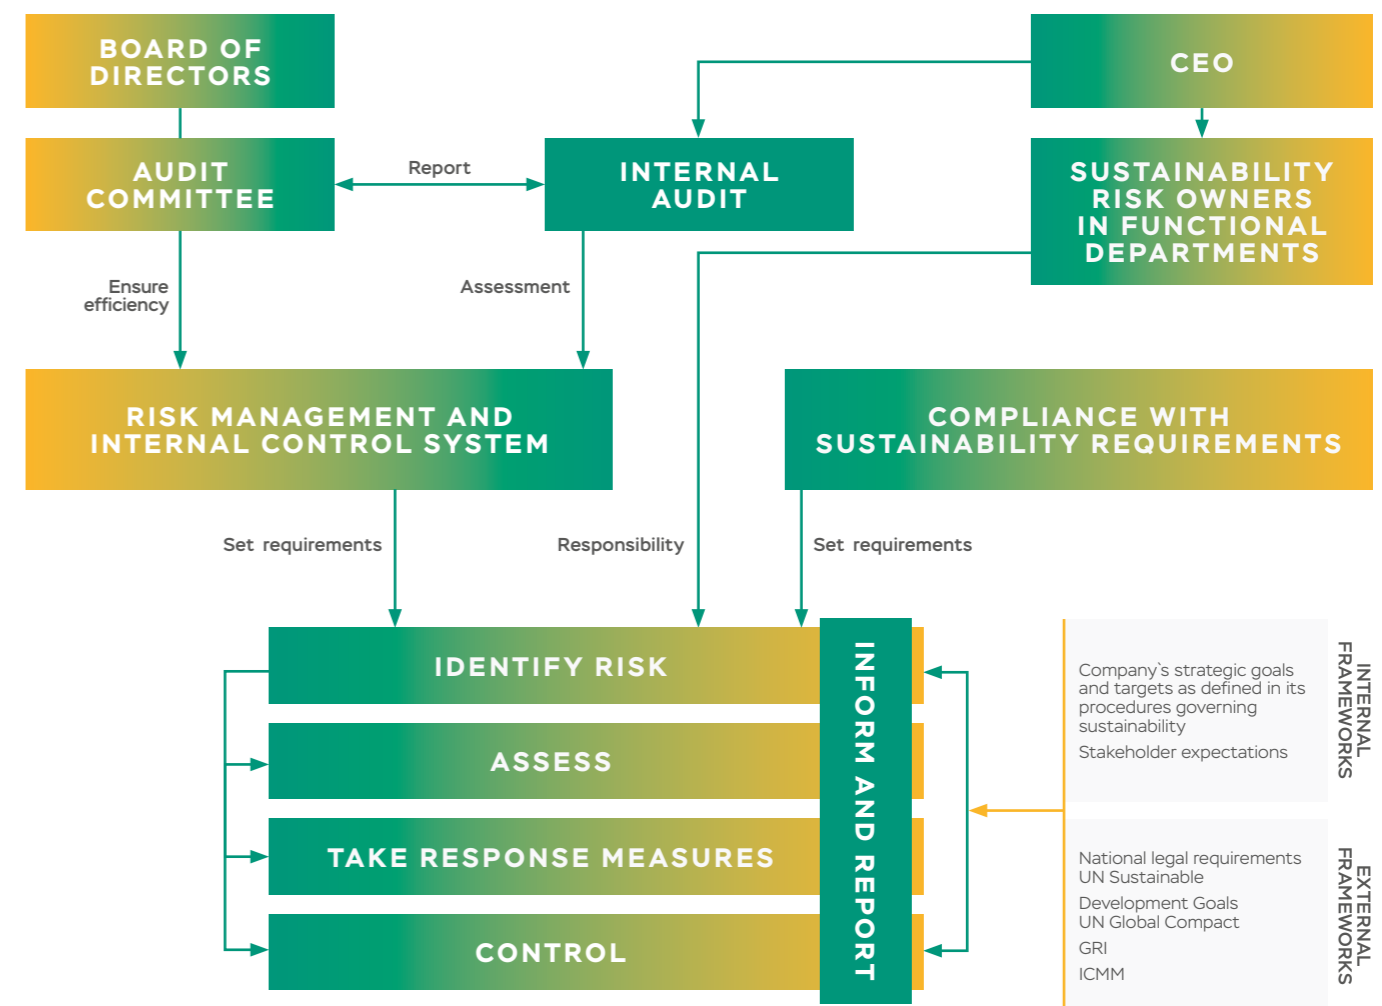 BOARD OF
DIRECTORS
CEO
AUDIT
COMMITTEE
Report
INTERNAL
AUDIT
SUSTAINABILITY
RISK OWNERS
IN FUNCTIONAL
DEPARTMENTS
Ensure
efficiency
Assessment
RISK MANAGEMENT AND
INTERNAL CONTROL SYSTEM
COMPLIANCE WITH
SUSTAINABILITY REQUIREMENTS
Set requirements
Responsibility
Set requirements
IDENTIFY RISK
ASSESS
TAKE RESPONSE MEASURES
CONTROL
INFORM AND REPORT
Company`s strategic goals
and targets as defined in its
procedures governing
sustainability
Stakeholder expectations
INTERNAL
FRAMEWORKS
National legal requirements
UN Sustainable
Development Goals
UN Global Compact
GRI
ICMM
EXTERNAL
FRAMEWORKS